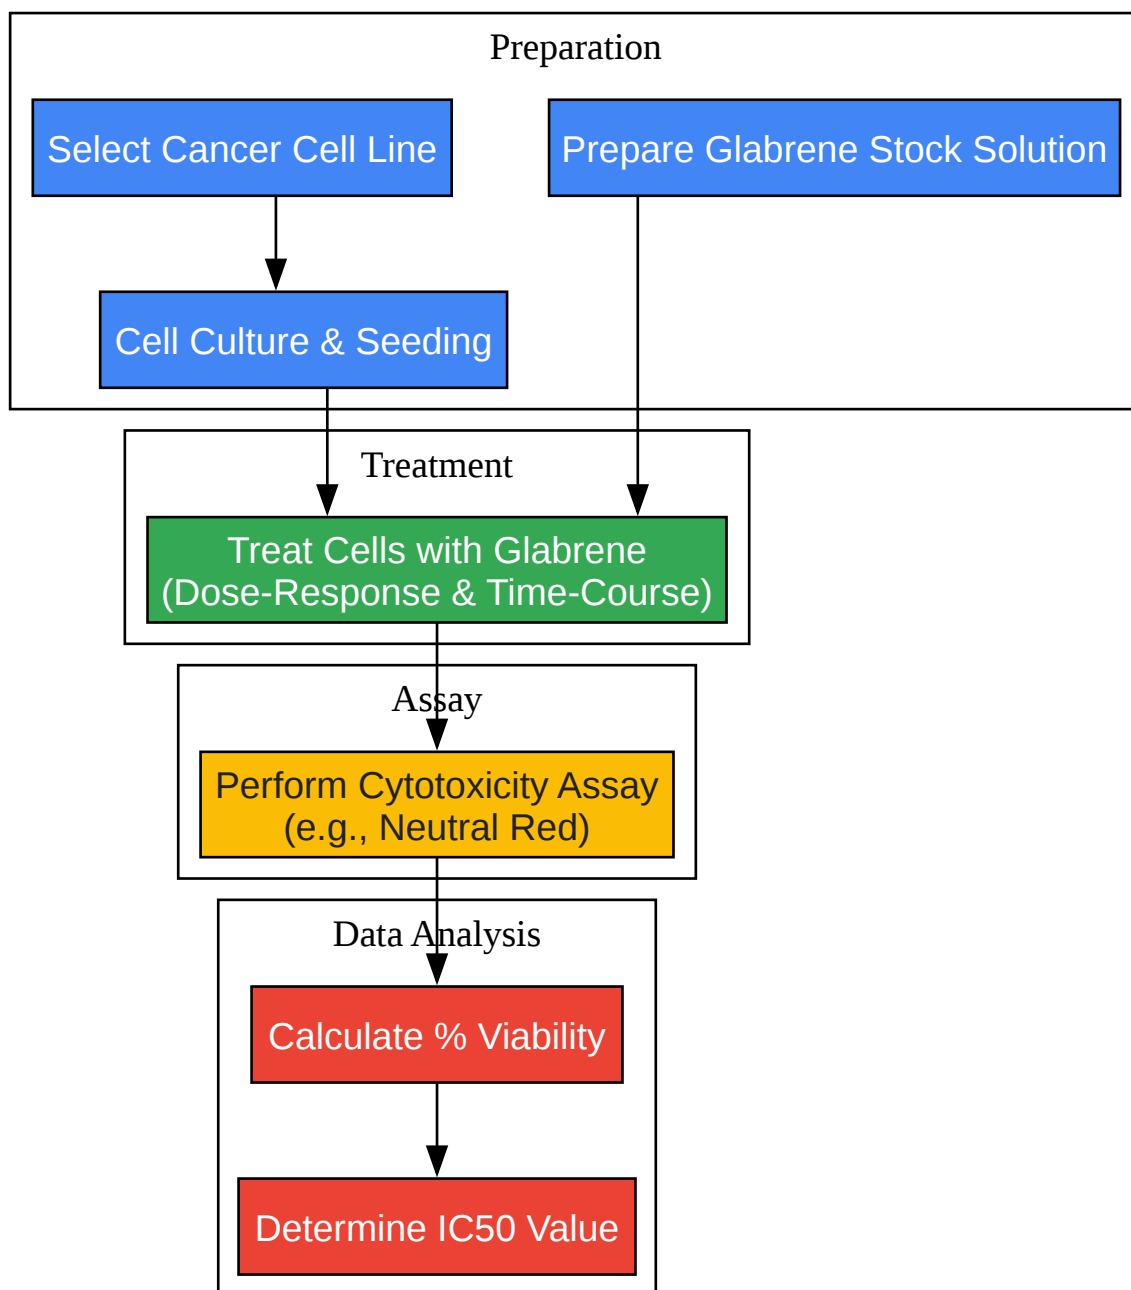 Preparation
Select Cancer Cell Line
Prepare Glabrene Stock Solution
Cell Culture & Seeding
Treatment
Treat Cells with Glabrene
(Dose-Response & Time-Course)
Assay
Perform Cytotoxicity Assay
(e.g., Neutral Red)
Data Analysis
Calculate % Viability
Determine IC50 Value